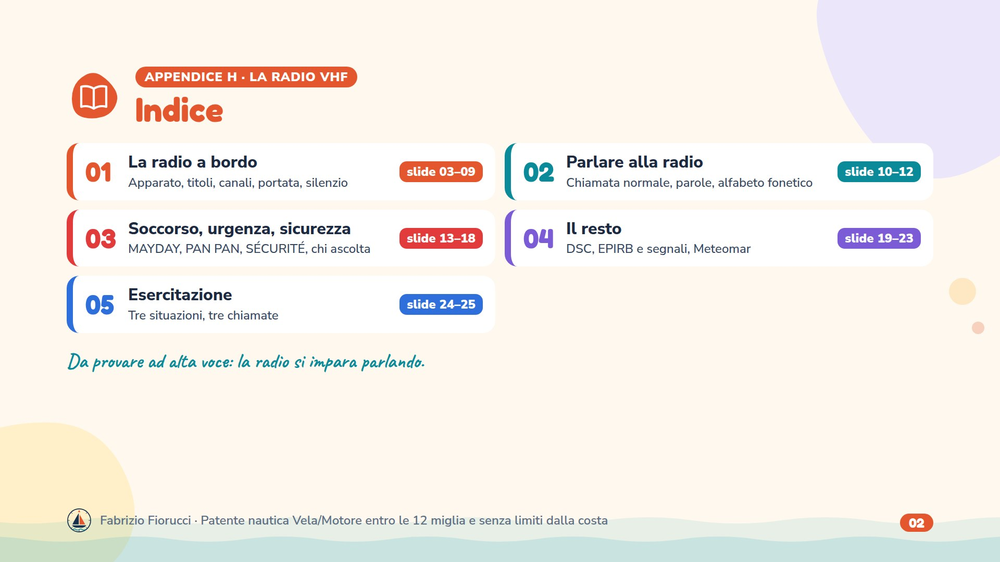 APPENDICE H · LA RADIO VHF
Indice
01
La radio a bordo
Apparato, titoli, canali, portata, silenzio
slide 03–09
02
Parlare alla radio
Chiamata normale, parole, alfabeto fonetico
slide 10–12
03
Soccorso, urgenza, sicurezza
MAYDAY, PAN PAN, SÉCURITÉ, chi ascolta
slide 13–18
04
Il resto
DSC, EPIRB e segnali, Meteomar
slide 19–23
05
Esercitazione
Tre situazioni, tre chiamate
slide 24–25
Da provare ad alta voce: la radio si impara parlando.
Fabrizio Fiorucci · Patente nautica Vela/Motore entro le 12 miglia e senza limiti dalla costa
02